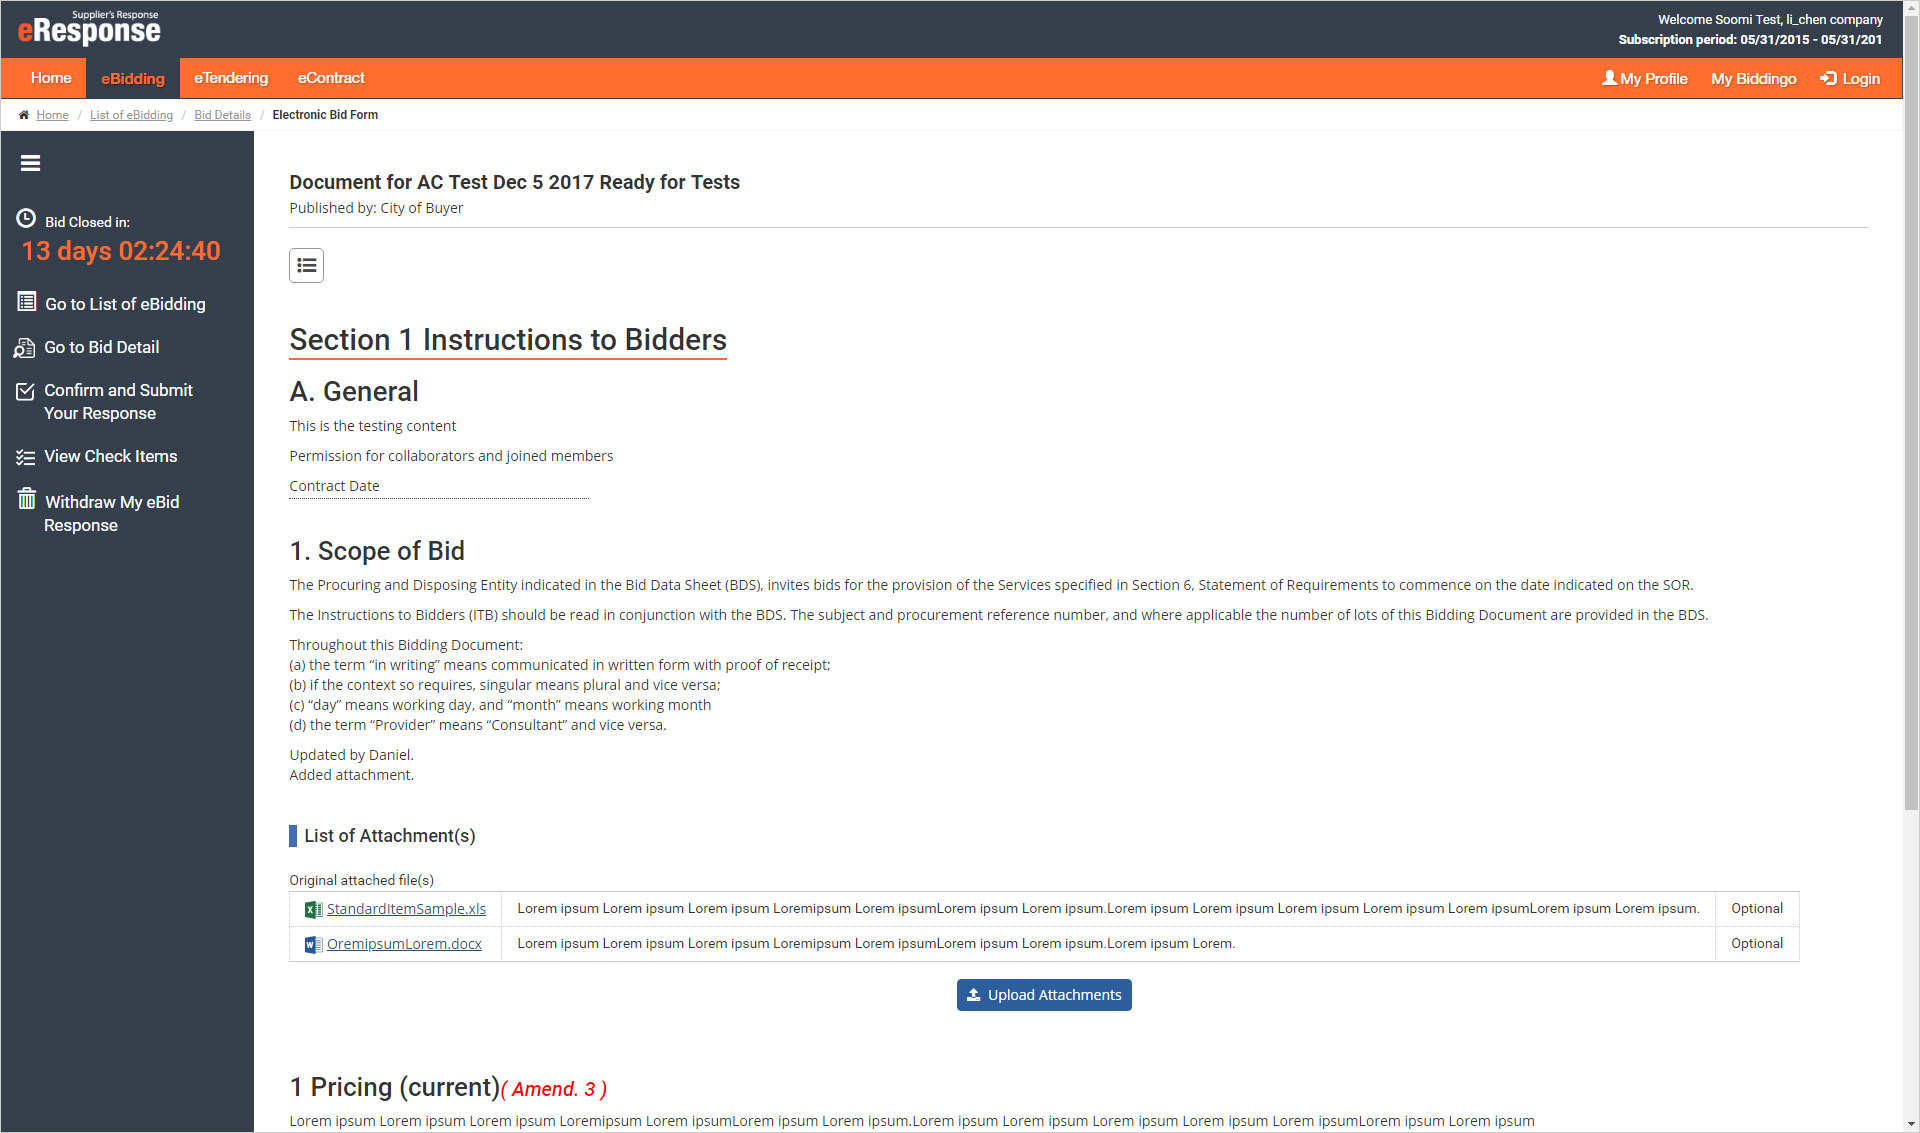 Supplier's Response
eResponse
Welcome Soomi Test, li_chen company
Subscription period: 05/31/2015 - 05/31/201
Home
eBidding
eTendering
eContract
My Profile
My Biddingo
Login
Home / List of eBidding / Bid Details / Electronic Bid Form
Bid Closed in:
13 days 02:24:40
Go to List of eBidding
Go to Bid Detail
Confirm and Submit
Your Response
View Check Items
Withdraw My eBid
Response
Document for AC Test Dec 5 2017 Ready for Tests
Published by: City of Buyer
Section 1 Instructions to Bidders
A. General
This is the testing content
Permission for collaborators and joined members
Contract Date
1. Scope of Bid
The Procuring and Disposing Entity indicated in the Bid Data Sheet (BDS), invites bids for the provision of the Services specified in Section 6, Statement of Requirements to commence on the date indicated on the SOR.
The Instructions to Bidders (ITB) should be read in conjunction with the BDS. The subject and procurement reference number, and where applicable the number of lots of this Bidding Document are provided in the BDS.
Throughout this Bidding Document:
(a) the term “in writing” means communicated in written form with proof of receipt;
(b) if the context so requires, singular means plural and vice versa;
(c) “day” means working day, and “month” means working month
(d) the term “Provider” means “Consultant” and vice versa.
Updated by Daniel.
Added attachment.
List of Attachment(s)
Original attached file(s)
StandardItemSample.xls Lorem ipsum Lorem ipsum Lorem ipsum Loremipsum Lorem ipsumLorem ipsum Lorem ipsum.Lorem ipsum Lorem ipsum Lorem ipsum Lorem ipsum Lorem ipsumLorem ipsum Lorem ipsum. Optional
OremipsumLorem.docx Lorem ipsum Lorem ipsum Lorem ipsum Loremipsum Lorem ipsumLorem ipsum Lorem ipsum.Lorem ipsum Lorem. Optional
Upload Attachments
1 Pricing (current)( Amend. 3 )
Lorem ipsum Lorem ipsum Lorem ipsum Loremipsum Lorem ipsumLorem ipsum Lorem ipsum.Lorem ipsum Lorem ipsum Lorem ipsum Lorem ipsum Lorem ipsumLorem ipsum Lorem ipsum